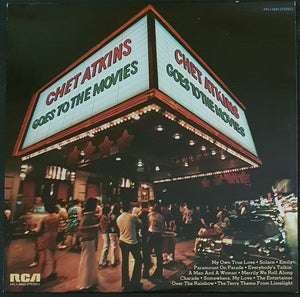 CHET ATKINS
GOES TO THE MOVIES
CHET ATKINS
GOES TO THE MOVIES
RCA
My Own True Love • Solace • Emily
Paramount On Parade • Everybody's Talkin'
A Man And A Woman • Merrily We Roll Along
Charade • Somewhere, My Love • The Entertainer
Over The Rainbow • The Terry Theme From Limelight